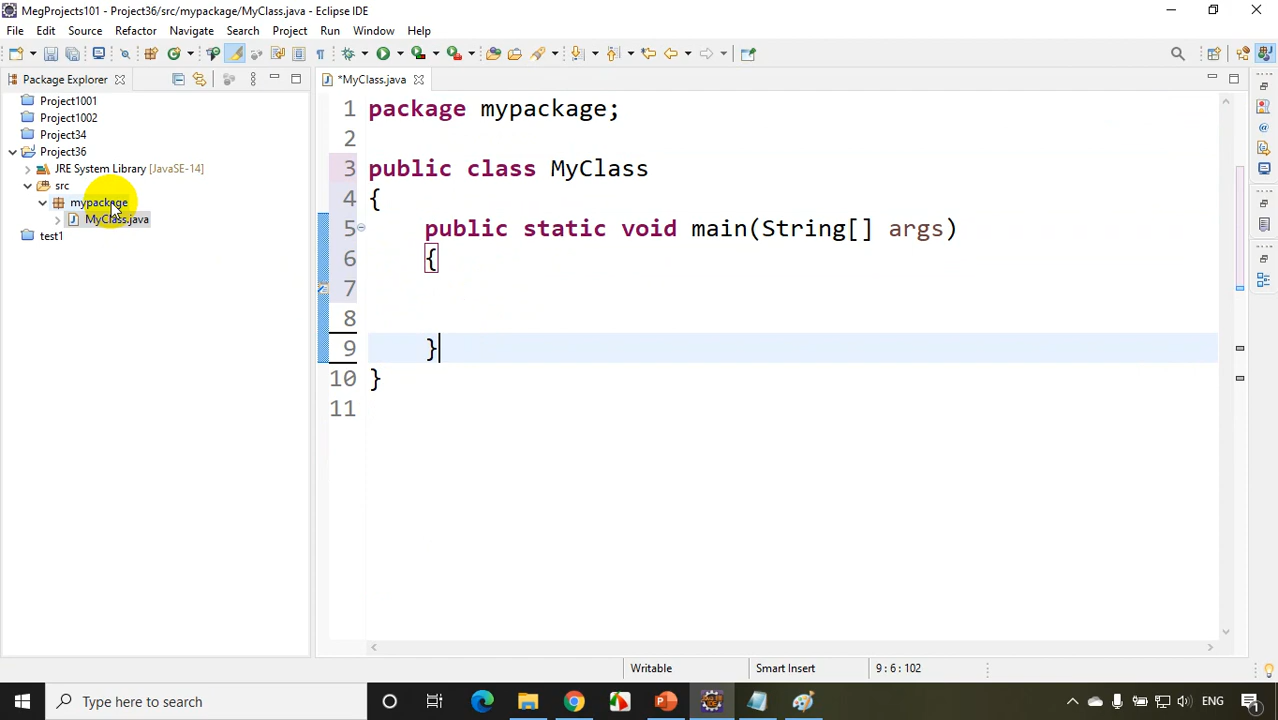 MegProjects101 - Project36/src/mypackage/MyClass.java - Eclipse IDE
File Edit Source Refactor Navigate Search Project Run Window Help
Package Explorer
*MyClass.java
Project1001
Project1002
Project34
Project36
JRE System Library [JavaSE-14]
src
mypackage
MyClass.java
test1
1 package mypackage;
2
3 public class MyClass
4 {
5 public static void main(String[] args)
6 {
7
8
9 }
10 }
11
Writable Smart Insert 9 : 6 : 102
Type here to search
ENG
1